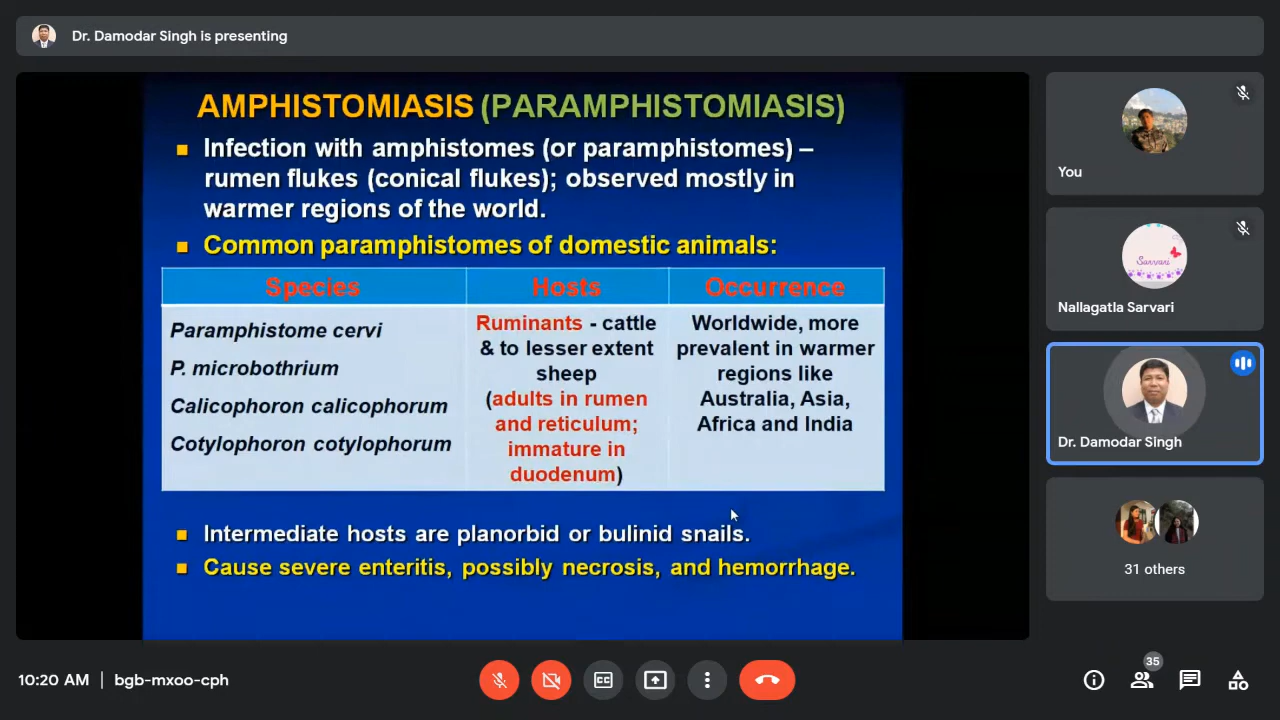 Dr. Damodar Singh is presenting
AMPHISTOMIASIS (PARAMPHISTOMIASIS)
Infection with amphistomes (or paramphistomes) –
rumen flukes (conical flukes); observed mostly in
warmer regions of the world.
Common paramphistomes of domestic animals:
Species
Hosts
Occurrence
Paramphistome cervi
P. microbothrium
Calicophoron calicophorum
Cotylophoron cotylophorum
Ruminants - cattle
& to lesser extent
sheep
(adults in rumen
and reticulum;
immature in
duodenum)
Worldwide, more
prevalent in warmer
regions like
Australia, Asia,
Africa and India
Intermediate hosts are planorbid or bulinid snails.
Cause severe enteritis, possibly necrosis, and hemorrhage.
You
Sarvari
Nallagatla Sarvari
Dr. Damodar Singh
31 others
10:20 AM | bgb-mxoo-cph
CC
35